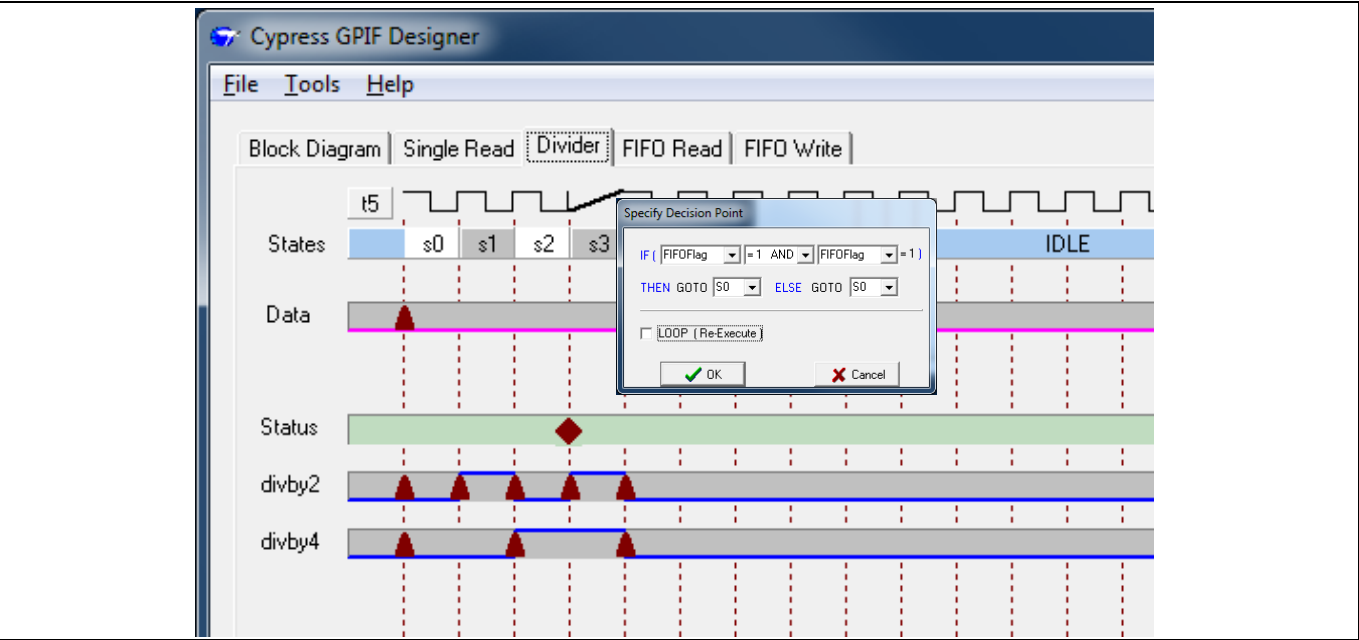 Cypress GPIF Designer
File Tools Help
Block Diagram Single Read Divider FIFO Read FIFO Write
t5
Specify Decision Point
States s0 s1 s2 s3 IDLE
IF ( FIFOFlag =1 AND FIFOFlag =1 )
THEN GOTO S0 ELSE GOTO S0
Data
LOOP ( Re-Execute )
OK Cancel
Status
divby2
divby4